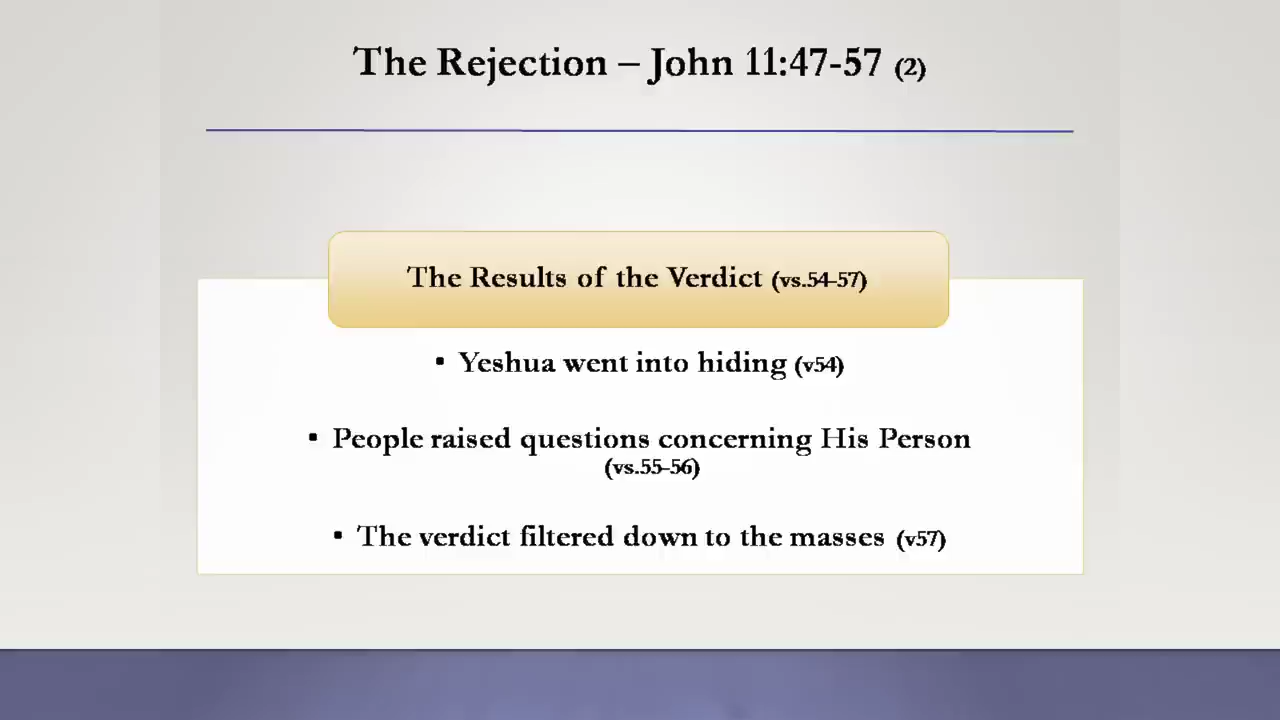 The Rejection – John 11:47-57 (2)
The Results of the Verdict (vs.54-57)
▪ Yeshua went into hiding (v54)
▪ People raised questions concerning His Person
(vs.55-56)
▪ The verdict filtered down to the masses (v57)